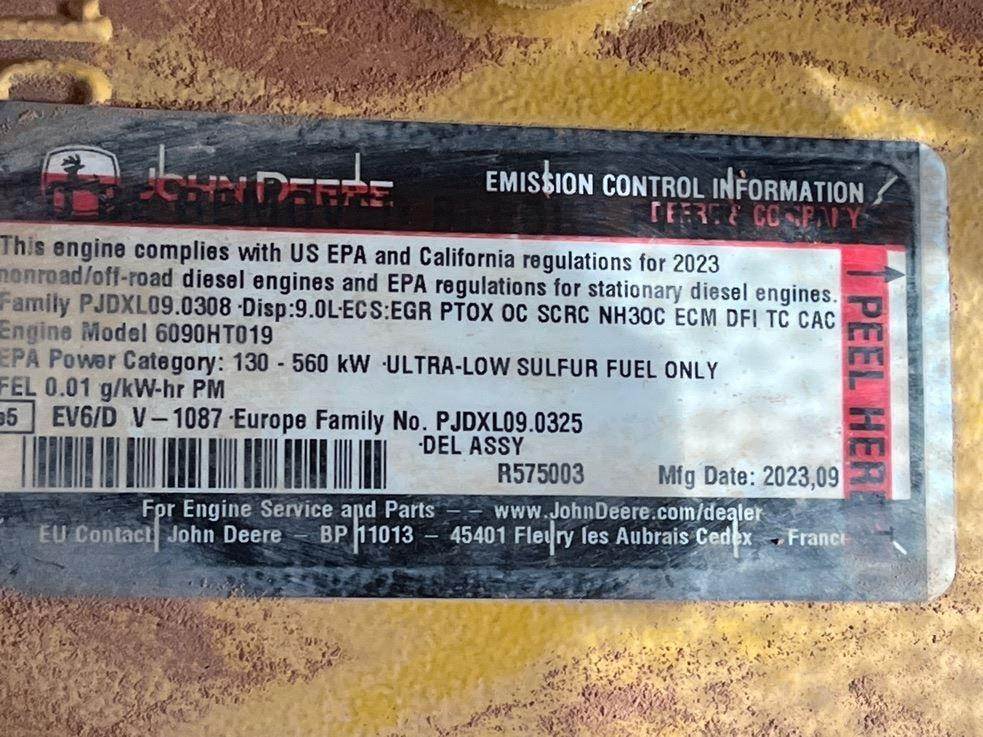 JOHN DEERE
EMISSION CONTROL INFORMATION
DEERE & COMPANY
This engine complies with US EPA and California regulations for 2023
nonroad/off-road diesel engines and EPA regulations for stationary diesel engines.
Family PJDXL09.0308 ·Disp:9.0L·ECS:EGR PTOX OC SCRC NH3OC ECM DFI TC CAC
Engine Model 6090HT019
EPA Power Category: 130 - 560 kW ·ULTRA-LOW SULFUR FUEL ONLY
FEL 0.01 g/kW-hr PM
EV6/D V-1087 ·Europe Family No. PJDXL09.0325
·DEL ASSY
R575003 Mfg Date: 2023,09
PEEL HERE
For Engine Service and Parts -- www.JohnDeere.com/dealer
EU Contact John Deere - BP 11013 - 45401 Fleury les Aubrais Cedex - France